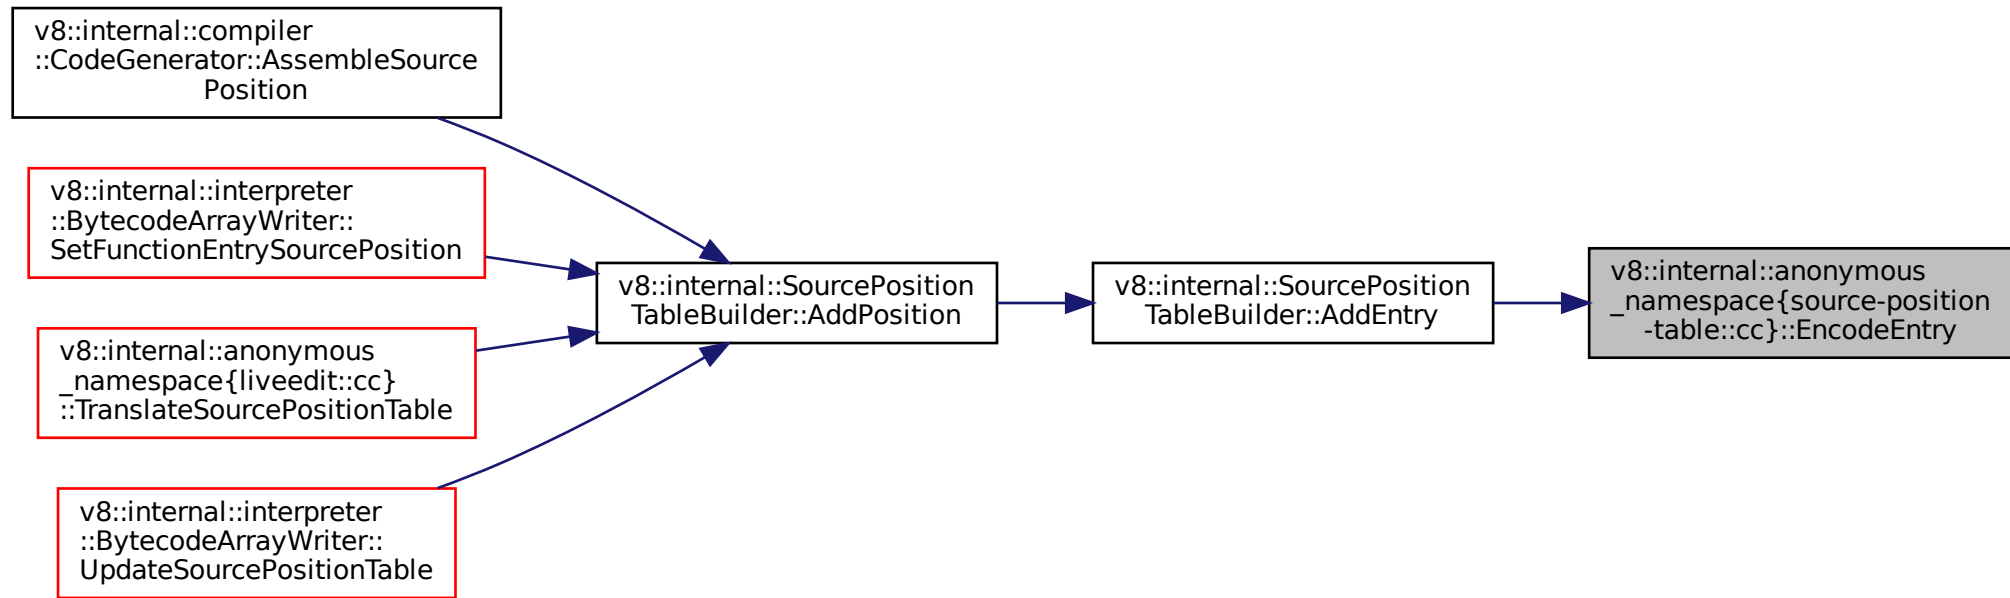 v8::internal::compiler
::CodeGenerator::AssembleSource
Position
v8::internal::interpreter
::BytecodeArrayWriter::
SetFunctionEntrySourcePosition
v8::internal::anonymous
_namespace{liveedit::cc}
::TranslateSourcePositionTable
v8::internal::interpreter
::BytecodeArrayWriter::
UpdateSourcePositionTable
v8::internal::SourcePosition
TableBuilder::AddPosition
v8::internal::SourcePosition
TableBuilder::AddEntry
v8::internal::anonymous
_namespace{source-position
-table::cc}::EncodeEntry